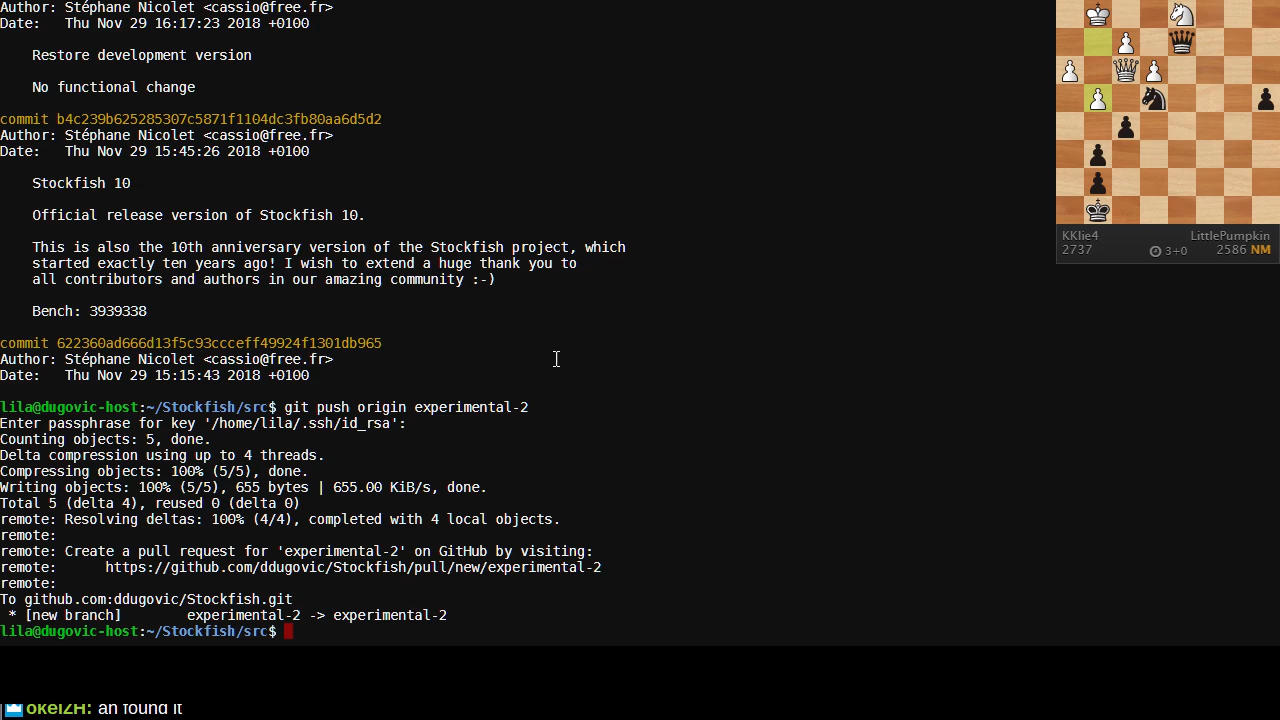 Author: Stéphane Nicolet <cassio@free.fr>
Date:   Thu Nov 29 16:17:23 2018 +0100
    Restore development version
    No functional change
commit b4c239b625285307c5871f1104dc3fb80aa6d5d2
Author: Stéphane Nicolet <cassio@free.fr>
Date:   Thu Nov 29 15:45:26 2018 +0100
    Stockfish 10
    Official release version of Stockfish 10.
    This is also the 10th anniversary version of the Stockfish project, which
    started exactly ten years ago! I wish to extend a huge thank you to
    all contributors and authors in our amazing community :-)
    Bench: 3939338
commit 622360ad666d13f5c93ccceff49924f1301db965
Author: Stéphane Nicolet <cassio@free.fr>
Date:   Thu Nov 29 15:15:43 2018 +0100
lila@dugovic-host:~/Stockfish/src$ git push origin experimental-2
Enter passphrase for key '/home/lila/.ssh/id_rsa':
Counting objects: 5, done.
Delta compression using up to 4 threads.
Compressing objects: 100% (5/5), done.
Writing objects: 100% (5/5), 655 bytes | 655.00 KiB/s, done.
Total 5 (delta 4), reused 0 (delta 0)
remote: Resolving deltas: 100% (4/4), completed with 4 local objects.
remote:
remote: Create a pull request for 'experimental-2' on GitHub by visiting:
remote:      https://github.com/ddugovic/Stockfish/pull/new/experimental-2
remote:
To github.com:ddugovic/Stockfish.git
 * [new branch]        experimental-2 -> experimental-2
lila@dugovic-host:~/Stockfish/src$
KKlie4 LittlePumpkin
2737 3+0 2586 NM
an found it